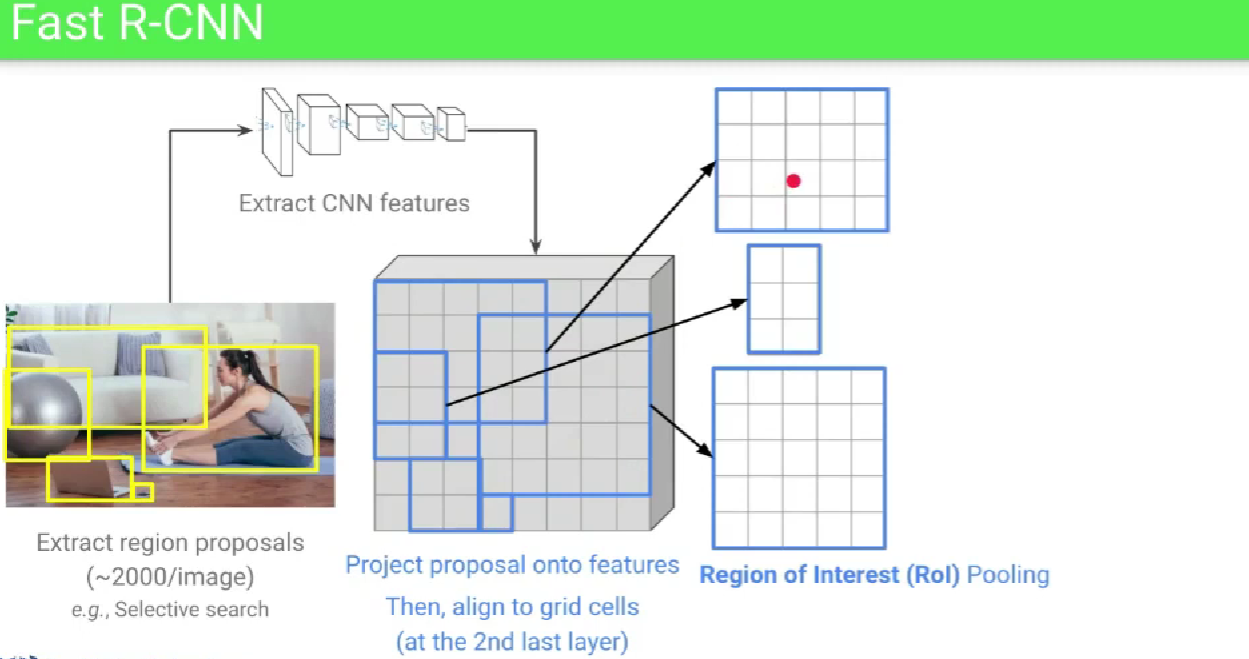 Fast R-CNN
Extract CNN features
Extract region proposals
(~2000/image)
e.g., Selective search
Project proposal onto features
Then, align to grid cells
(at the 2nd last layer)
Region of Interest (RoI) Pooling